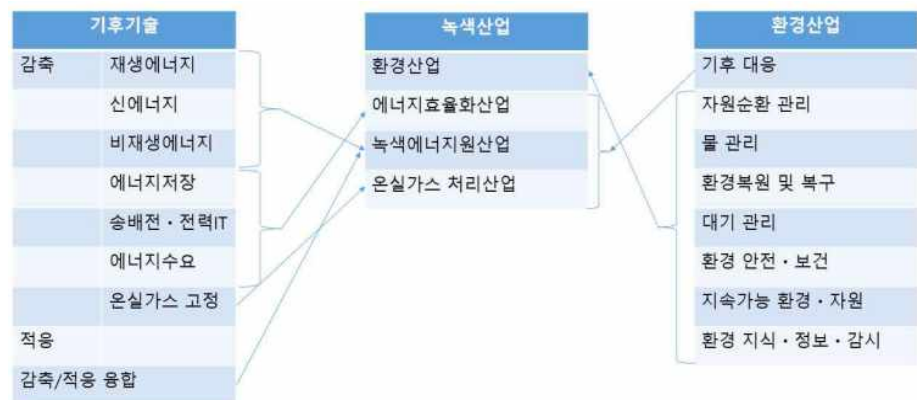 기후기술
감축 재생에너지
신에너지
비재생에너지
에너지저장
송배전・전력IT
에너지수요
온실가스 고정
적응
감축/적응 융합
녹색산업
환경산업
에너지효율화산업
녹색에너지원산업
온실가스 처리산업
환경산업
기후 대응
자원순환 관리
물 관리
환경복원 및 복구
대기 관리
환경 안전・보건
지속가능 환경・자원
환경 지식・정보・감시